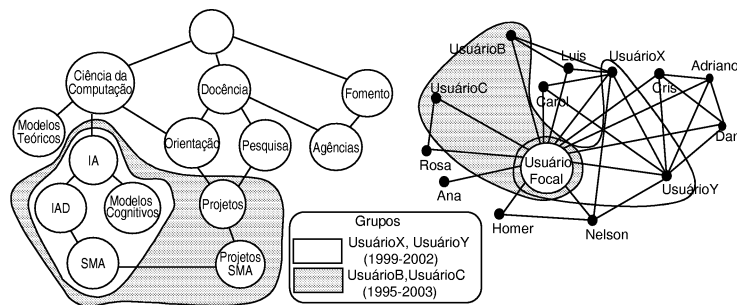 Ciência da
Computação
Docência
Fomento
Modelos
Teóricos
Orientação
Pesquisa
Agências
IA
IAD
Modelos
Cognitivos
Projetos
SMA
Projetos
SMA
UsuárioB
Luis
UsuárioX
Adriano
UsuárioC
Carol
Cris
Dan
Rosa
Usuário
Focal
Ana
UsuárioY
Homer
Nelson
Grupos
UsuárioX, UsuárioY
(1999-2002)
UsuárioB,UsuárioC
(1995-2003)